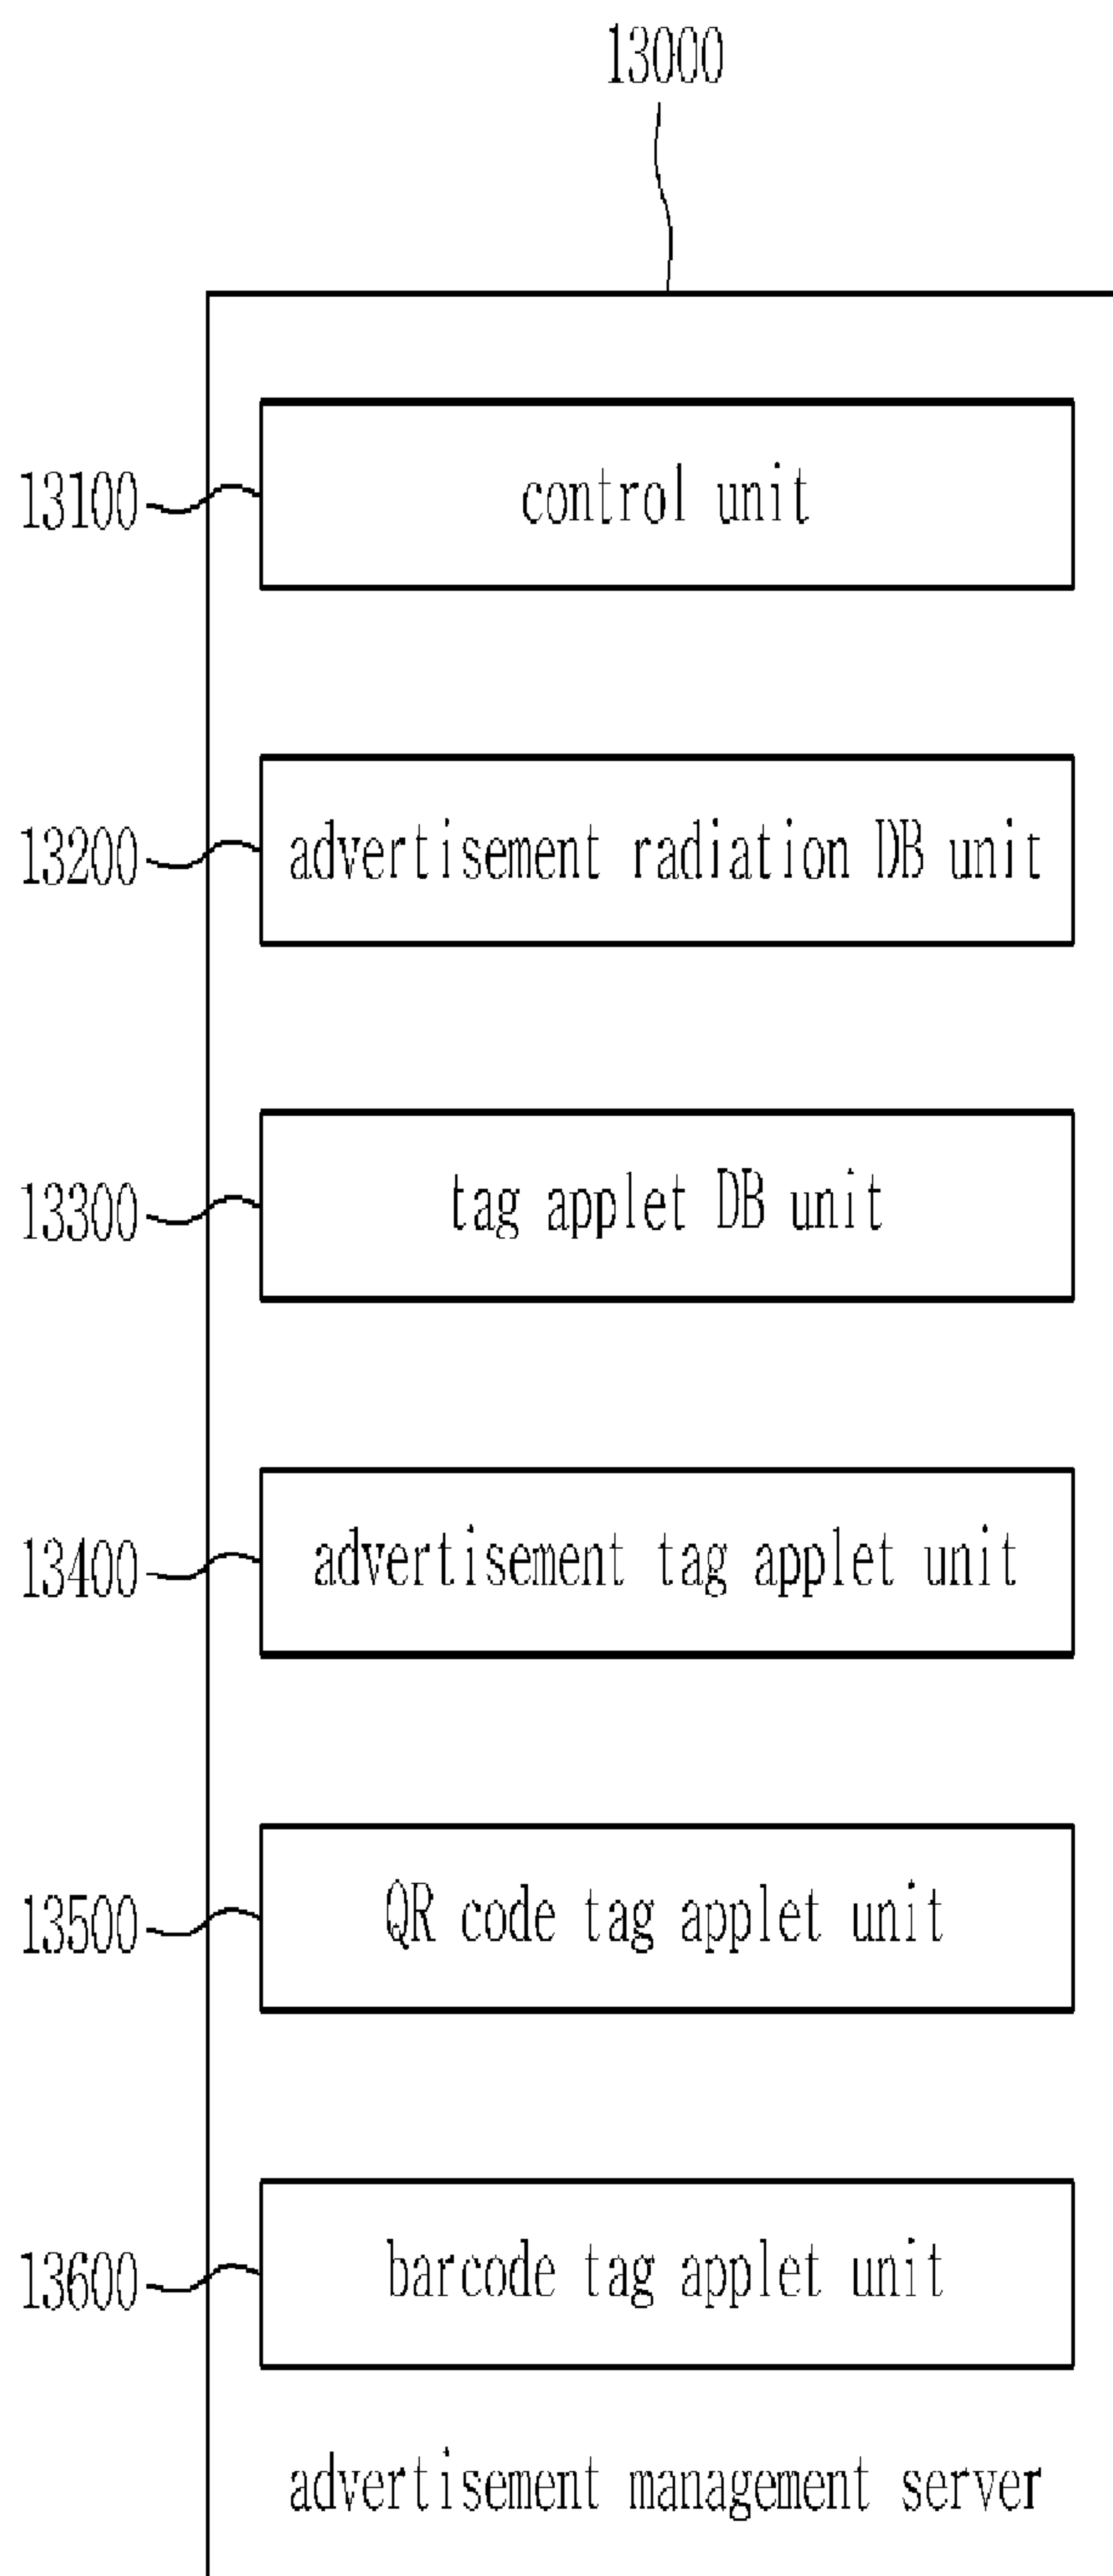 13000
13100 control unit
13200 advertisement radiation DB unit
13300 tag applet DB unit
13400 advertisement tag applet unit
13500 QR code tag applet unit
13600 barcode tag applet unit
advertisement management server